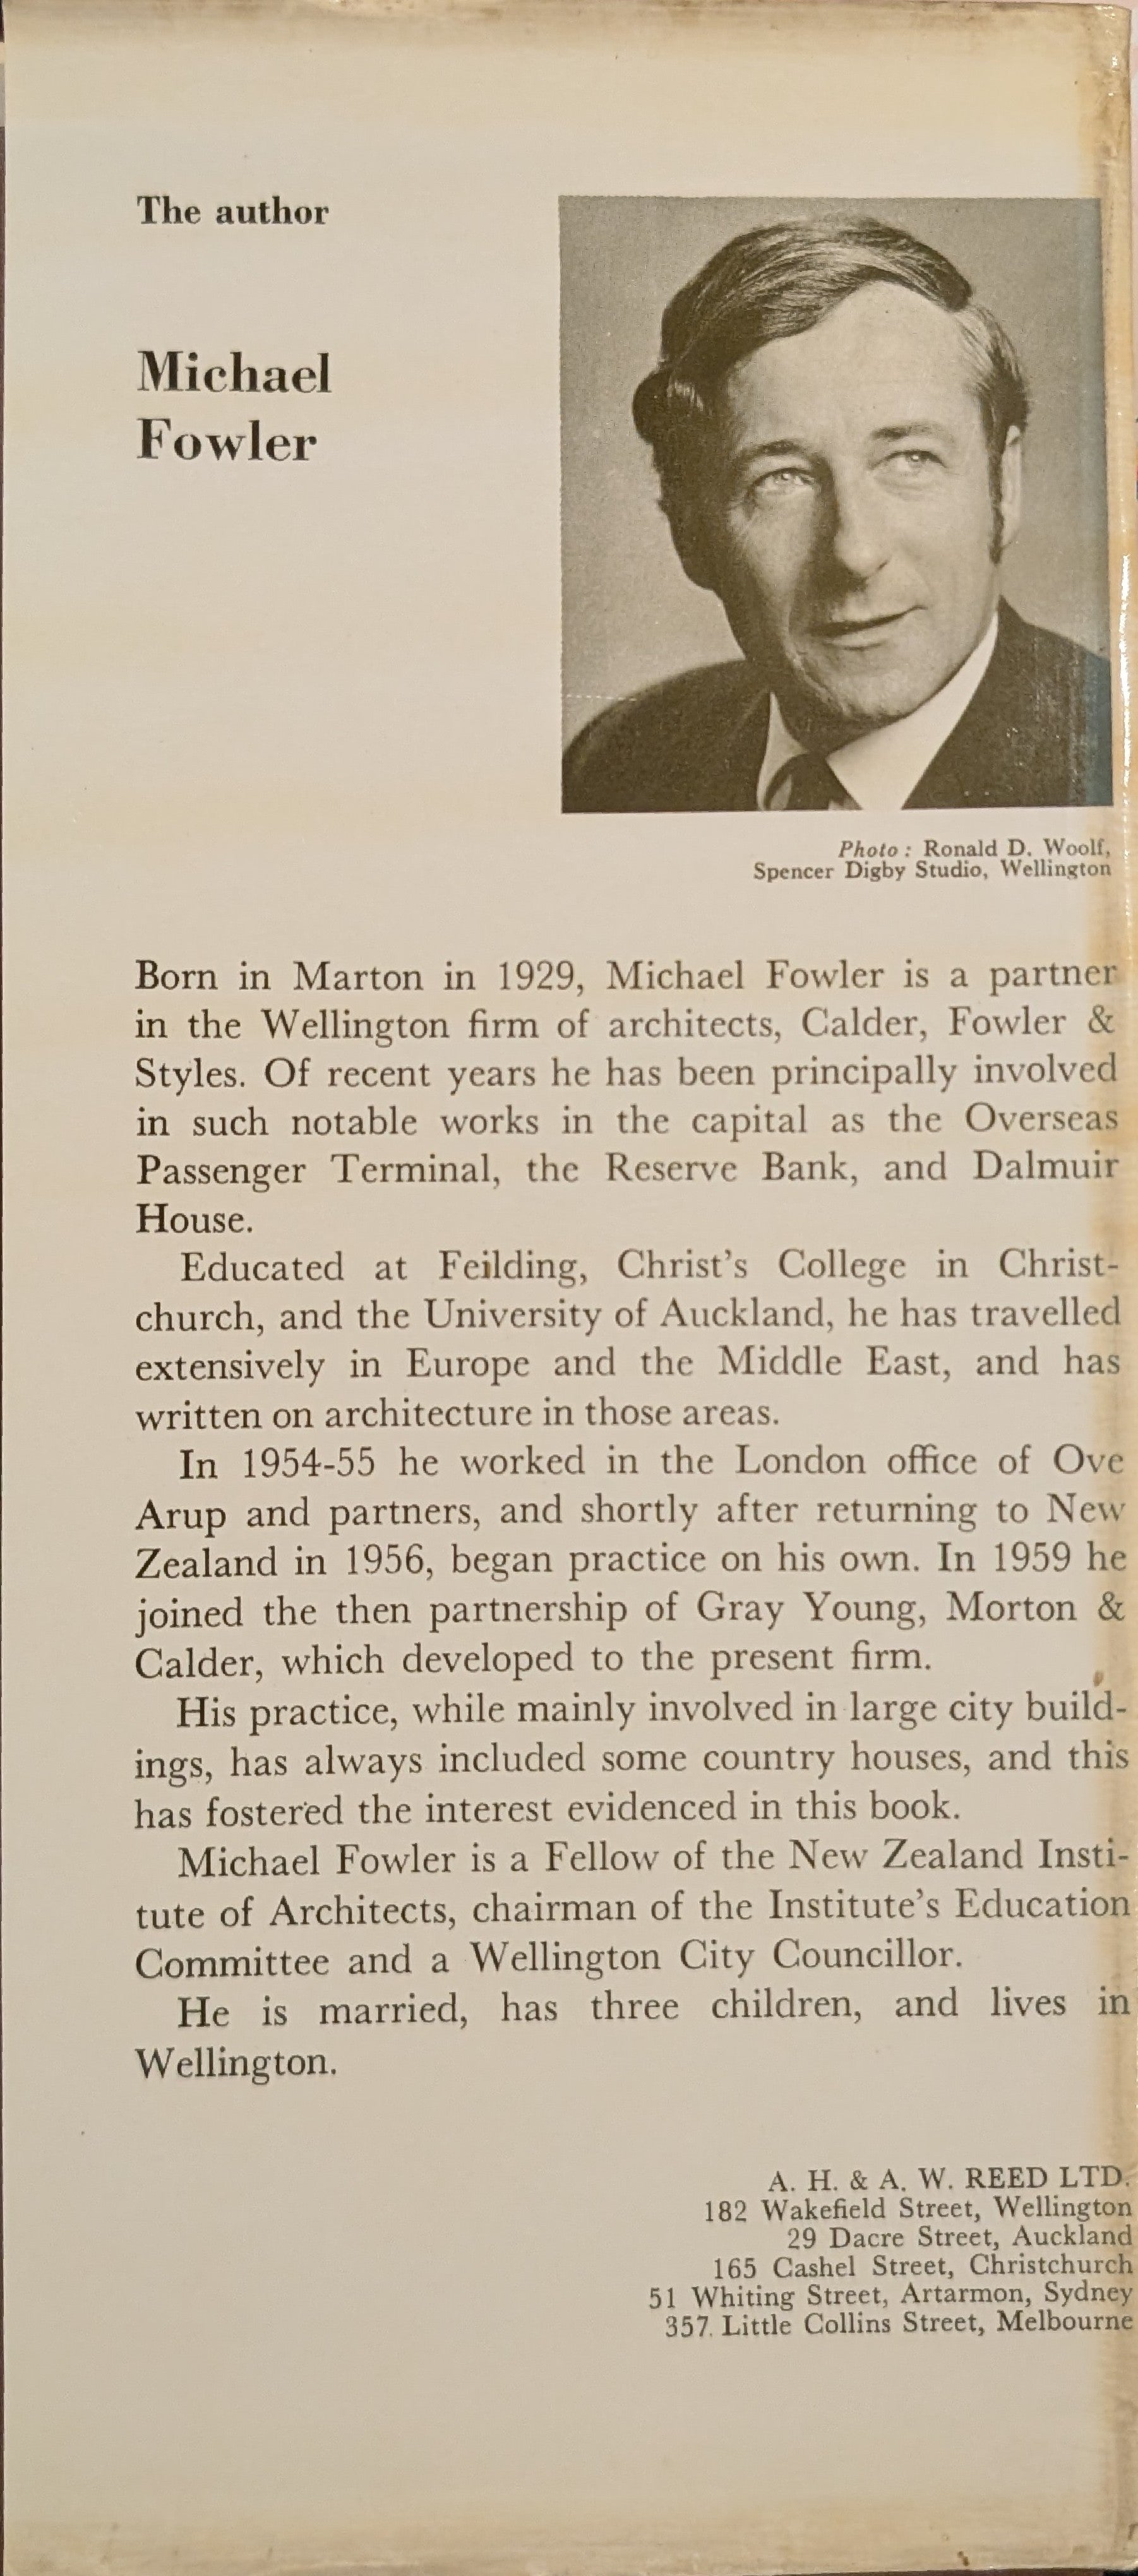 The author
Michael
Fowler
Photo : Ronald D. Woolf,
Spencer Digby Studio, Wellington
Born in Marton in 1929, Michael Fowler is a partner
in the Wellington firm of architects, Calder, Fowler &
Styles. Of recent years he has been principally involved
in such notable works in the capital as the Overseas
Passenger Terminal, the Reserve Bank, and Dalmuir
House.
Educated at Feilding, Christ's College in Christ-
church, and the University of Auckland, he has travelled
extensively in Europe and the Middle East, and has
written on architecture in those areas.
In 1954-55 he worked in the London office of Ove
Arup and partners, and shortly after returning to New
Zealand in 1956, began practice on his own. In 1959 he
joined the then partnership of Gray Young, Morton &
Calder, which developed to the present firm.
His practice, while mainly involved in large city build-
ings, has always included some country houses, and this
has fostered the interest evidenced in this book.
Michael Fowler is a Fellow of the New Zealand Insti-
tute of Architects, chairman of the Institute's Education
Committee and a Wellington City Councillor.
He is married, has three children, and lives in
Wellington.
A. H. & A. W. REED LTD.
182 Wakefield Street, Wellington
29 Dacre Street, Auckland
165 Cashel Street, Christchurch
51 Whiting Street, Artarmon, Sydney
357 Little Collins Street, Melbourne